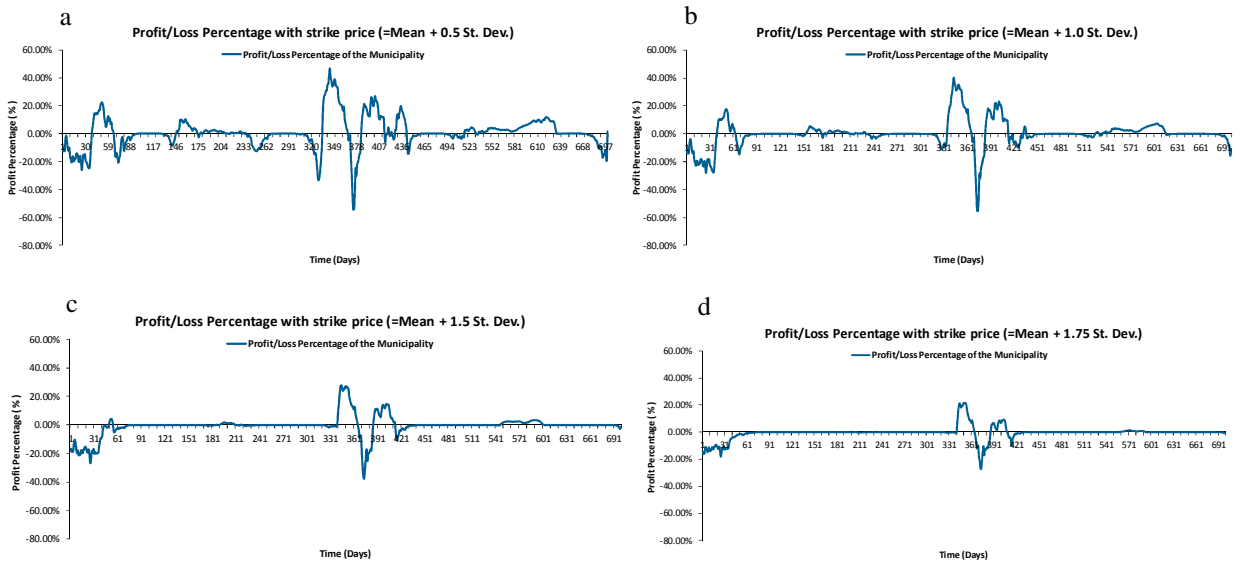 a
Profit/Loss Percentage with strike price (=Mean + 0.5 St. Dev.)
Profit/Loss Percentage of the Municipality
Profit Percentage ( % )
60.00%
40.00%
20.00%
0.00%
-20.00%
-40.00%
-60.00%
-80.00%
1 30 59 88 117 146 175 204 233 262 291 320 349 378 407 436 465 494 523 552 581 610 639 668 697
Time (Days)
b
Profit/Loss Percentage with strike price (=Mean + 1.0 St. Dev.)
Profit/Loss Percentage of the Municipality
Profit Percentage ( % )
60.00%
40.00%
20.00%
0.00%
-20.00%
-40.00%
-60.00%
-80.00%
1 31 61 91 121 151 181 211 241 271 301 331 361 391 421 451 481 511 541 571 601 631 661 691
Time (Days)
c
Profit/Loss Percentage with strike price (=Mean + 1.5 St. Dev.)
Profit/Loss Percentage of the Municipality
Profit Percentage ( % )
60.00%
40.00%
20.00%
0.00%
-20.00%
-40.00%
-60.00%
-80.00%
1 31 61 91 121 151 181 211 241 271 301 331 361 391 421 451 481 511 541 571 601 631 661 691
Time (Days)
d
Profit/Loss Percentage with strike price (=Mean + 1.75 St. Dev.)
Profit/Loss Percentage of the Municipality
Profit Percentage ( % )
60.00%
40.00%
20.00%
0.00%
-20.00%
-40.00%
-60.00%
-80.00%
1 31 61 91 121 151 181 211 241 271 301 331 361 391 421 451 481 511 541 571 601 631 661 691
Time (Days)